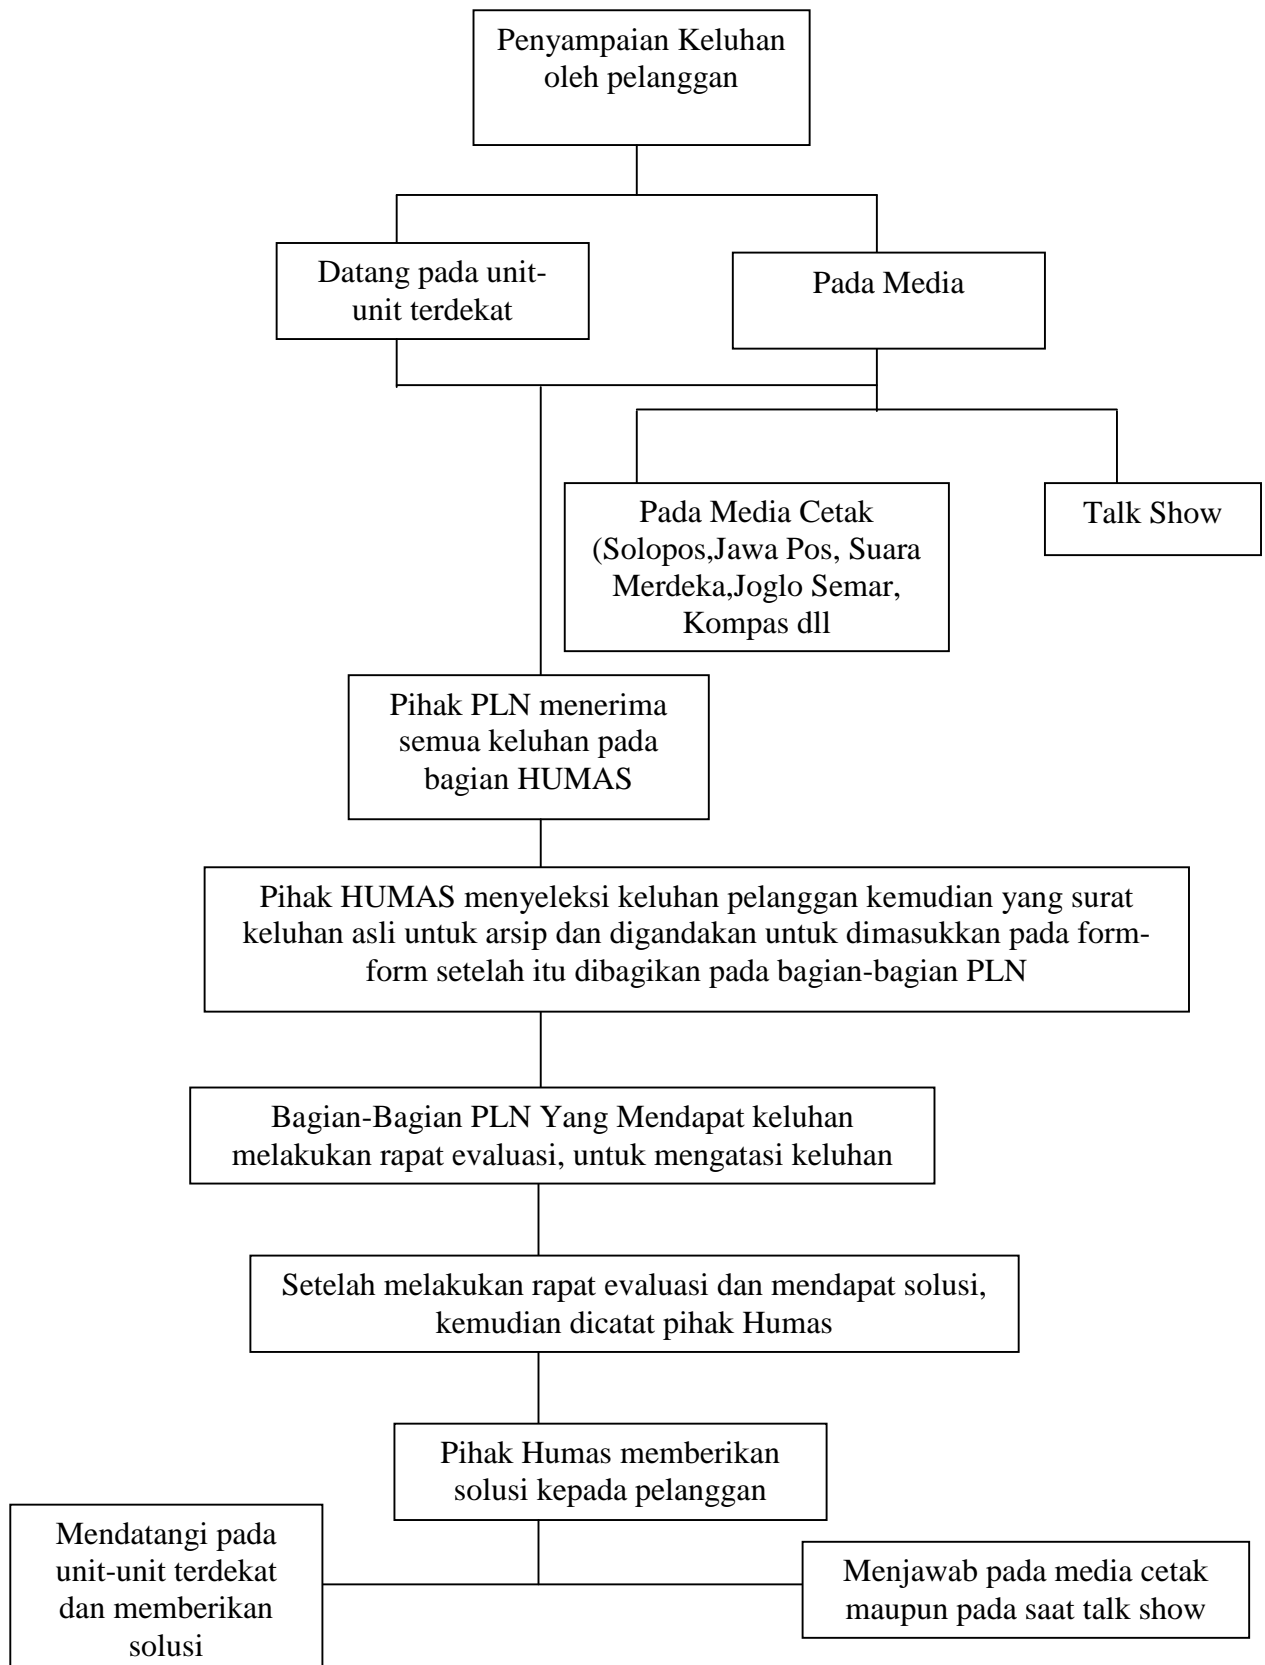 Penyampaian Keluhan
oleh pelanggan
Datang pada unit-
unit terdekat
Pada Media
Pada Media Cetak
(Solopos,Jawa Pos, Suara
Merdeka,Joglo Semar,
Kompas dll
Talk Show
Pihak PLN menerima
semua keluhan pada
bagian HUMAS
Pihak HUMAS menyeleksi keluhan pelanggan kemudian yang surat
keluhan asli untuk arsip dan digandakan untuk dimasukkan pada form-
form setelah itu dibagikan pada bagian-bagian PLN
Bagian-Bagian PLN Yang Mendapat keluhan
melakukan rapat evaluasi, untuk mengatasi keluhan
Setelah melakukan rapat evaluasi dan mendapat solusi,
kemudian dicatat pihak Humas
Pihak Humas memberikan
solusi kepada pelanggan
Mendatangi pada
unit-unit terdekat
dan memberikan
solusi
Menjawab pada media cetak
maupun pada saat talk show